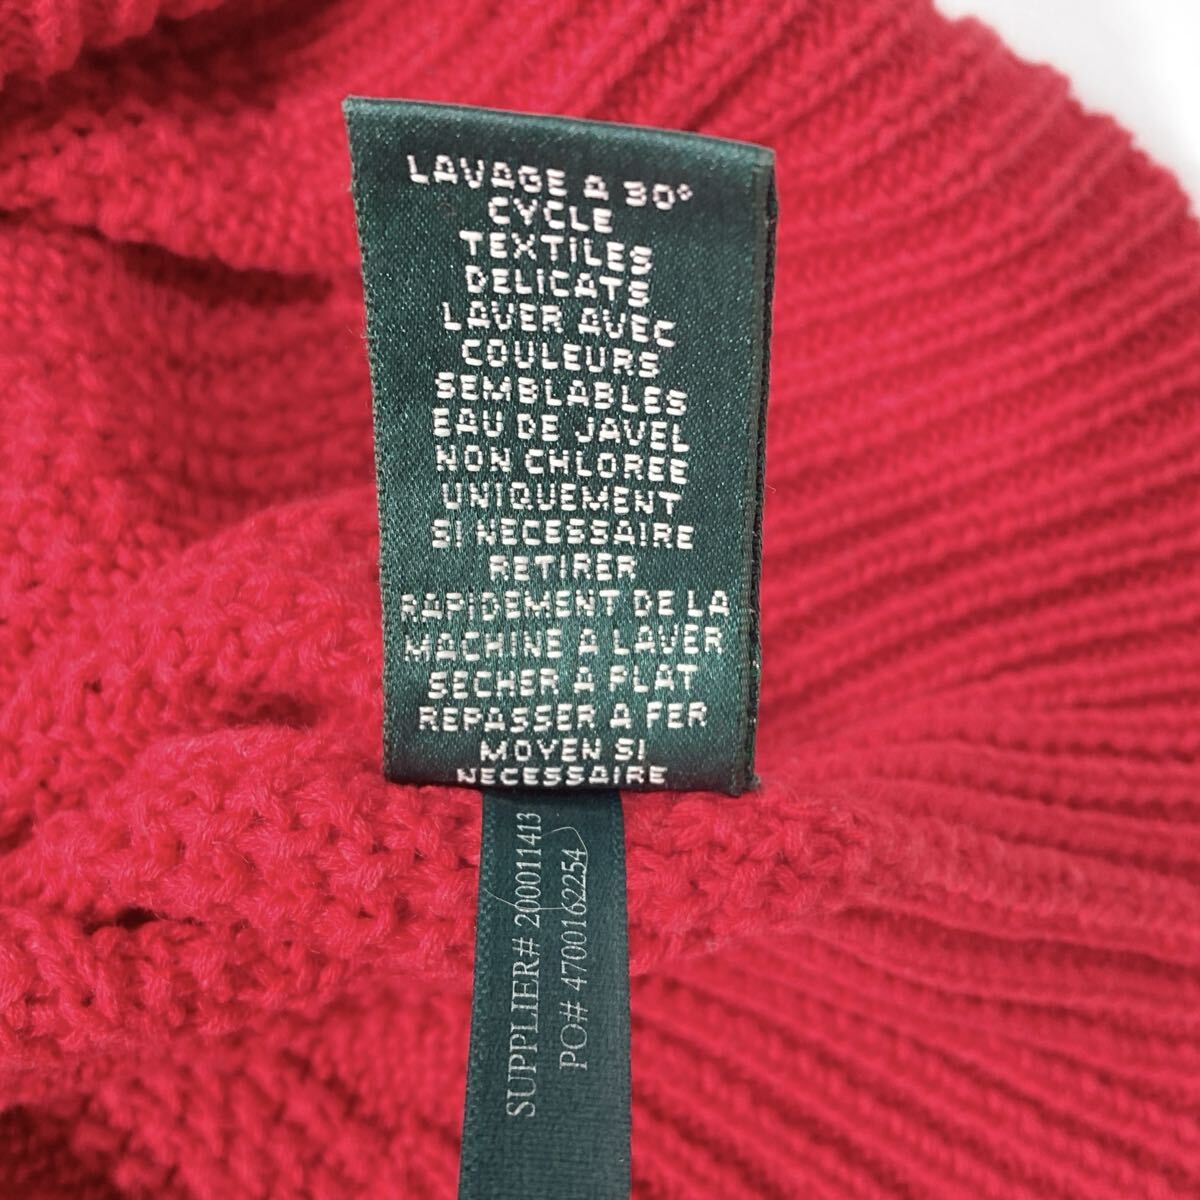 LAVAGE A 30°
CYCLE
TEXTILES
DELICATS
LAVER AVEC
COULEURS
SEMBLABLES
EAU DE JAVEL
NON CHLOREE
UNIQUEMENT
SI NECESSAIRE
RETIRER
RAPIDEMENT DE LA
MACHINE A LAVER
SECHER A PLAT
REPASSER A FER
MOYEN SI
NECESSAIRE
SUPPLIER# 200011413
PO# 4700162254